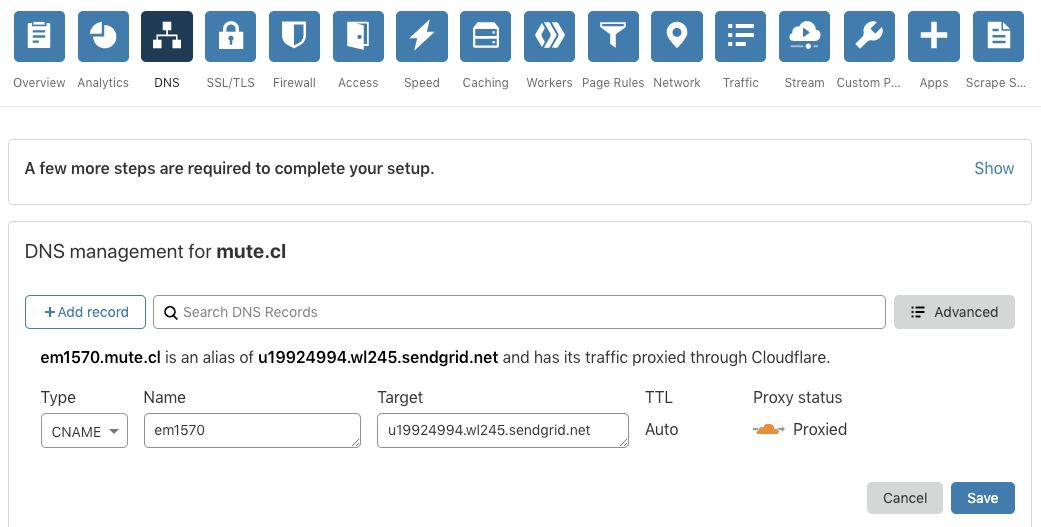 Overview Analytics DNS SSL/TLS Firewall Access Speed Caching Workers Page Rules Network Traffic Stream Custom P... Apps Scrape S...
A few more steps are required to complete your setup. Show
DNS management for mute.cl
+ Add record Search DNS Records Advanced
em1570.mute.cl is an alias of u19924994.wl245.sendgrid.net and has its traffic proxied through Cloudflare.
Type Name Target TTL Proxy status
CNAME em1570 u19924994.wl245.sendgrid.net Auto Proxied
Cancel Save